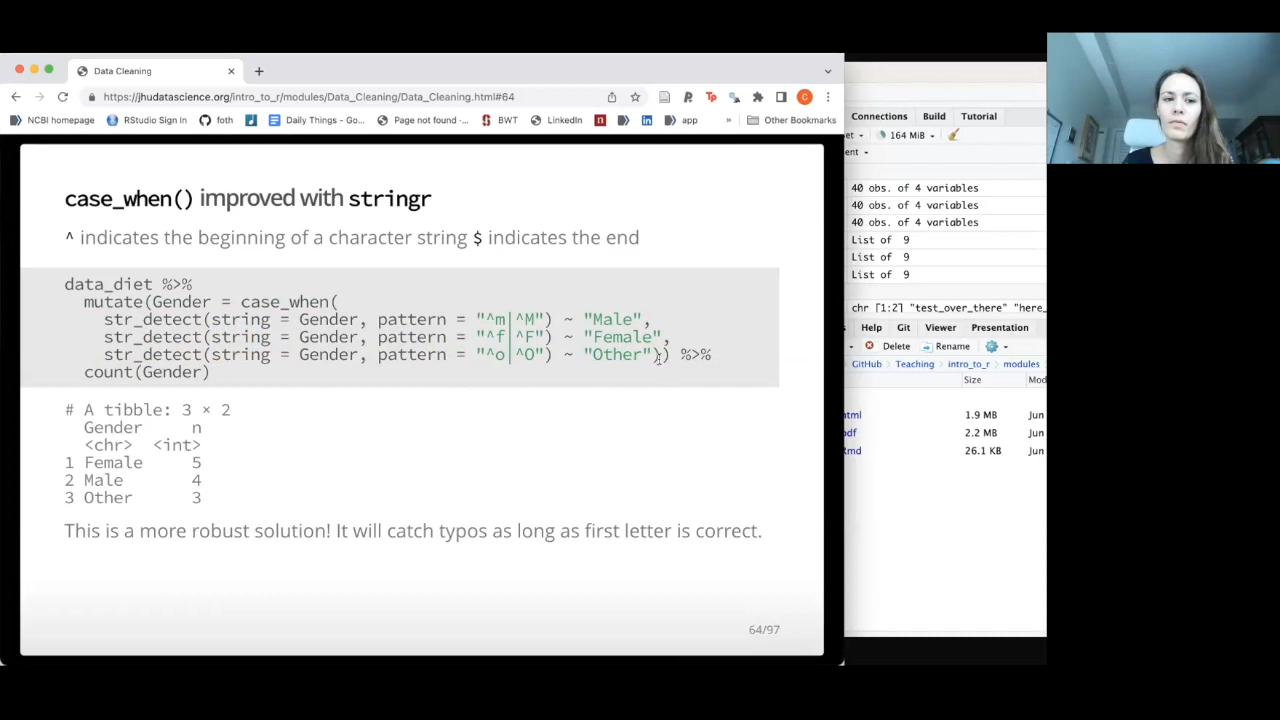 Data Cleaning
https://jhudatascience.org/intro_to_r/modules/Data_Cleaning/Data_Cleaning.html#64
NCBI homepage
RStudio Sign In
foth
Daily Things - Go...
Page not found -...
BWT
LinkedIn
app
»
Other Bookmarks
case_when() improved with stringr
^ indicates the beginning of a character string $ indicates the end
data_diet %>%
mutate(Gender = case_when(
str_detect(string = Gender, pattern = "^m|^M") ~ "Male",
str_detect(string = Gender, pattern = "^f|^F") ~ "Female",
str_detect(string = Gender, pattern = "^o|^O") ~ "Other")) %>%
count(Gender)
# A tibble: 3 × 2
Gender n
<chr> <int>
1 Female 5
2 Male 4
3 Other 3
This is a more robust solution! It will catch typos as long as first letter is correct.
64/97
Connections Build Tutorial
164 MiB
40 obs. of 4 variables
40 obs. of 4 variables
40 obs. of 4 variables
List of 9
List of 9
List of 9
chr [1:2] "test_over_there" "here_
Help Git Viewer Presentation
Delete Rename
GitHub Teaching intro_r modules
Size Mod
html 1.9 MB Jun
pdf 2.2 MB Jun
Rmd 26.1 KB Jun